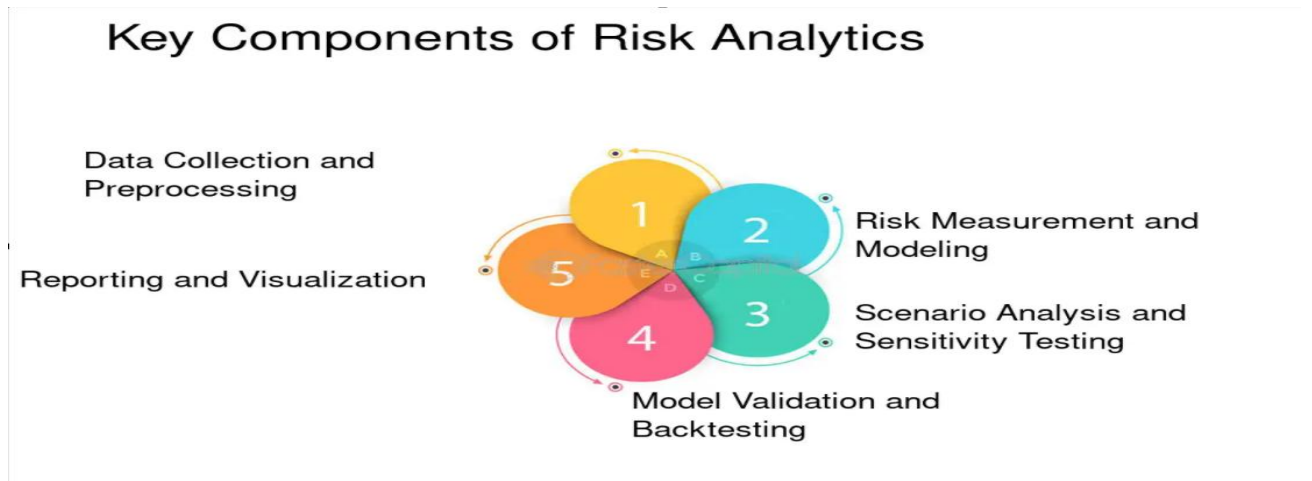 Key Components of Risk Analytics
Data Collection and
Preprocessing
1
2
Risk Measurement and
Modeling
A
B
Reporting and Visualization
5
E
C
D
3
Scenario Analysis and
Sensitivity Testing
4
Model Validation and
Backtesting